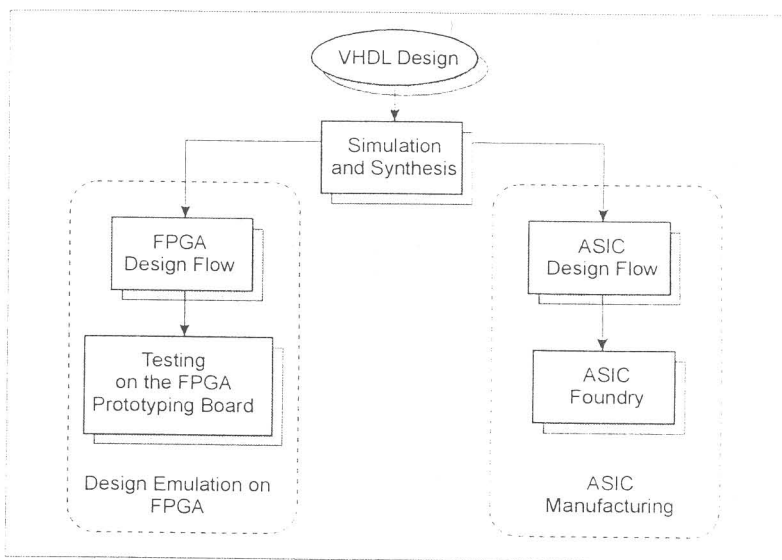 VHDL Design
Simulation
and Synthesis
FPGA
Design Flow
Testing
on the FPGA
Prototyping Board
Design Emulation on
FPGA
ASIC
Design Flow
ASIC
Foundry
ASIC
Manufacturing